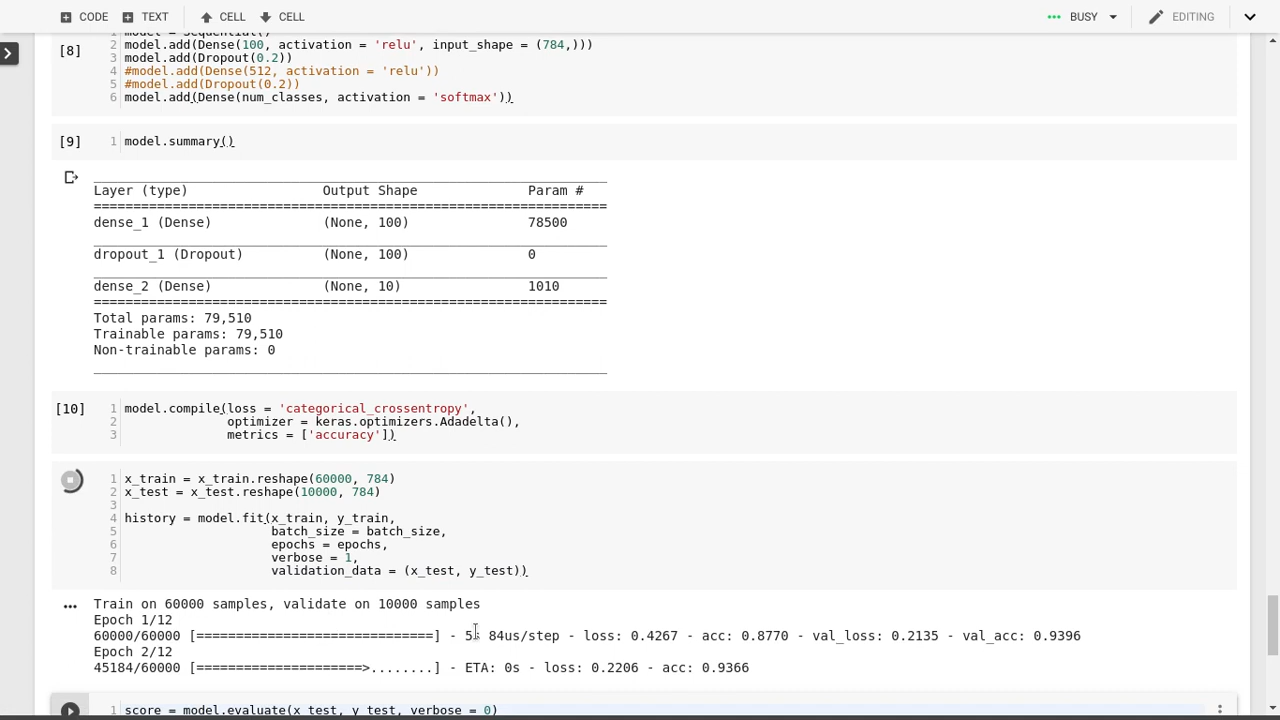 CODE TEXT CELL CELL BUSY EDITING
[8]
1 model = Sequential()
2 model.add(Dense(100, activation = 'relu', input_shape = (784,)))
3 model.add(Dropout(0.2))
4 #model.add(Dense(512, activation = 'relu'))
5 #model.add(Dropout(0.2))
6 model.add(Dense(num_classes, activation = 'softmax'))
[9] 1 model.summary()
Layer (type) Output Shape Param #
=================================================================
dense_1 (Dense) (None, 100) 78500
_________________________________________________________________
dropout_1 (Dropout) (None, 100) 0
_________________________________________________________________
dense_2 (Dense) (None, 10) 1010
=================================================================
Total params: 79,510
Trainable params: 79,510
Non-trainable params: 0
_________________________________________________________________
[10] 1 model.compile(loss = 'categorical_crossentropy',
2 optimizer = keras.optimizers.Adadelta(),
3 metrics = ['accuracy'])
1 x_train = x_train.reshape(60000, 784)
2 x_test = x_test.reshape(10000, 784)
3
4 history = model.fit(x_train, y_train,
5 batch_size = batch_size,
6 epochs = epochs,
7 verbose = 1,
8 validation_data = (x_test, y_test))
... Train on 60000 samples, validate on 10000 samples
Epoch 1/12
60000/60000 [==============================] - 5s 84us/step - loss: 0.4267 - acc: 0.8770 - val_loss: 0.2135 - val_acc: 0.9396
Epoch 2/12
45184/60000 [=====================>........] - ETA: 0s - loss: 0.2206 - acc: 0.9366
1 score = model.evaluate(x_test, y_test, verbose = 0)